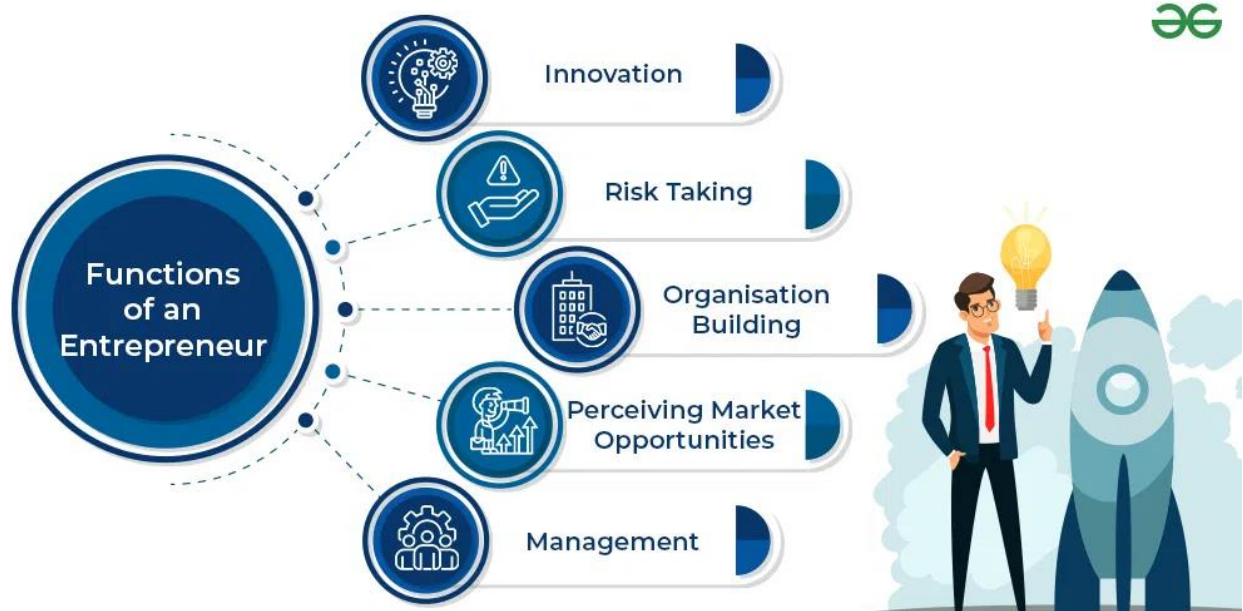 Innovation
Risk Taking
Functions
of an
Entrepreneur
Organisation
Building
Perceiving Market
Opportunities
Management